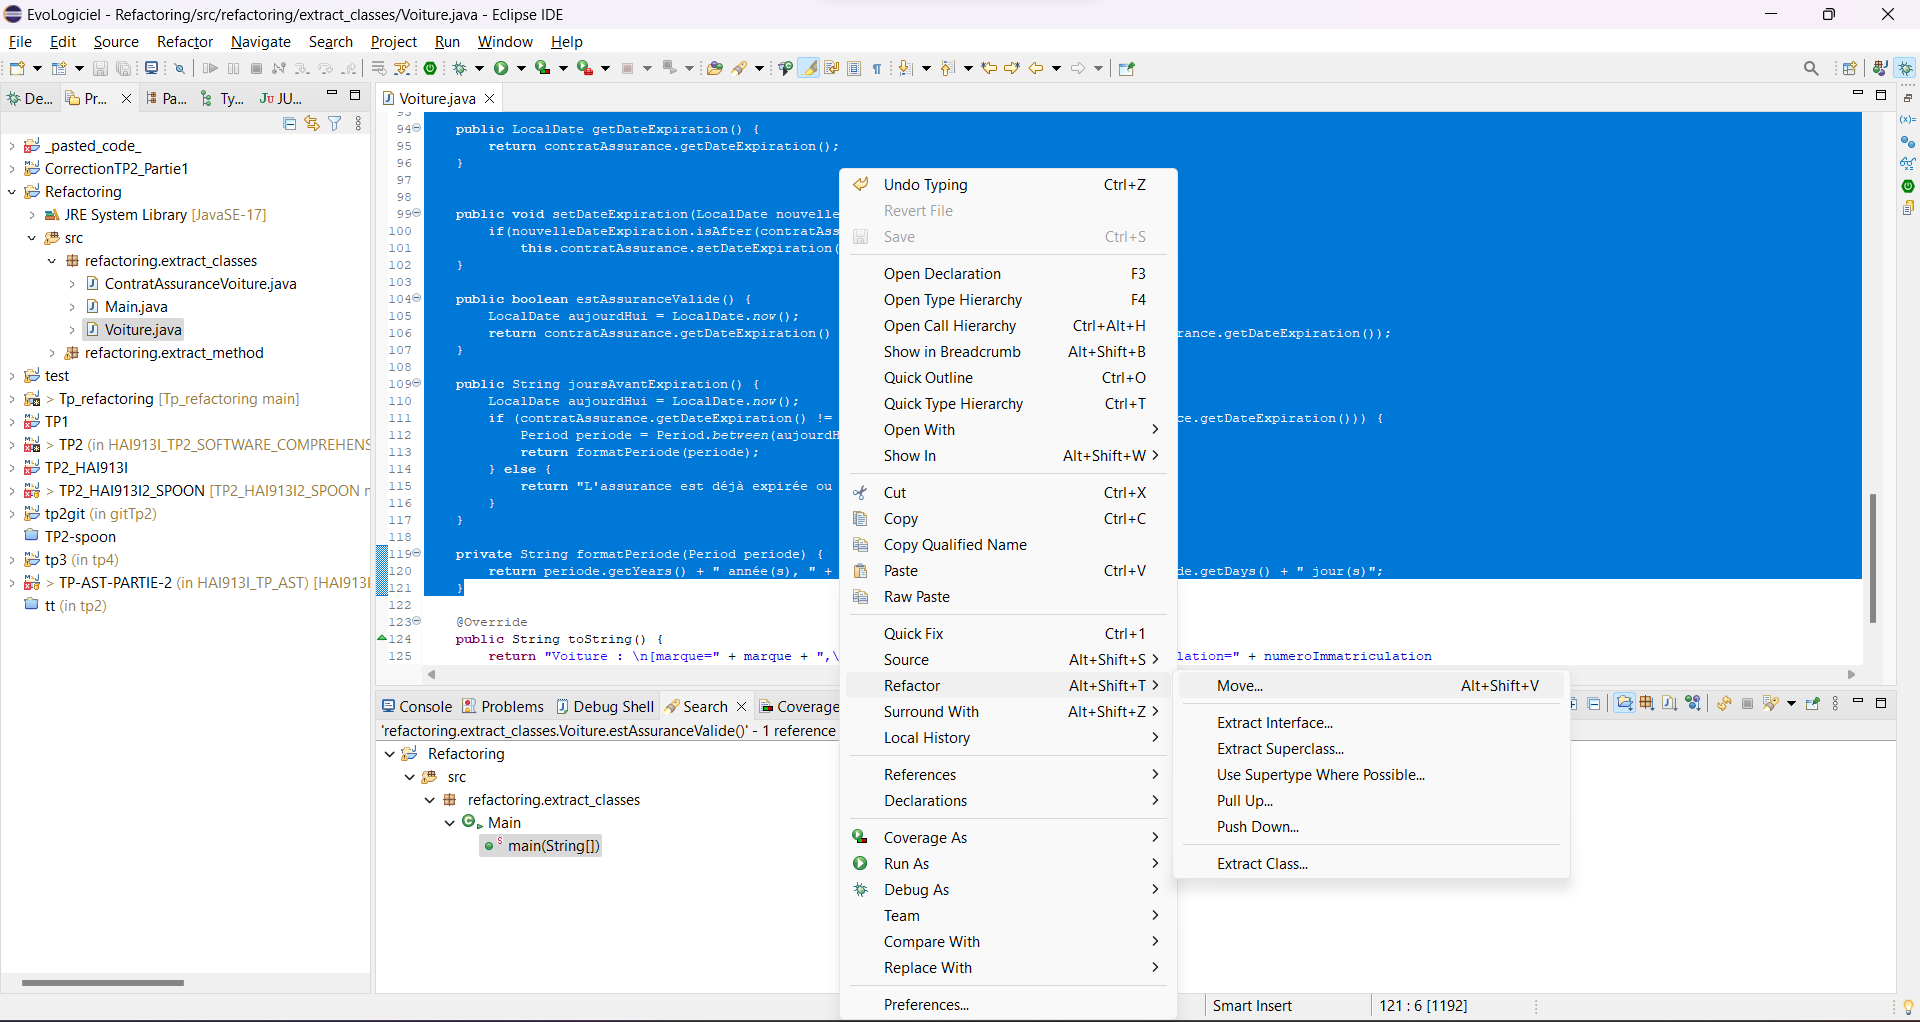 EvoLogiciel - Refactoring/src/refactoring/extract_classes/Voiture.java - Eclipse IDE
File Edit Source Refactor Navigate Search Project Run Window Help
De... Pr... Pa... Ty... JU...
Voiture.java
_pasted_code_
CorrectionTP2_Partie1
Refactoring
JRE System Library [JavaSE-17]
src
refactoring.extract_classes
ContratAssuranceVoiture.java
Main.java
Voiture.java
refactoring.extract_method
test
> Tp_refactoring [Tp_refactoring main]
TP1
> TP2 (in HAI913I_TP2_SOFTWARE_COMPREHENS
TP2_HAI913I
> TP2_HAI913I2_SPOON [TP2_HAI913I2_SPOON
tp2git (in gitTp2)
TP2-spoon
tp3 (in tp4)
> TP-AST-PARTIE-2 (in HAI913I_TP_AST) [HAI913I
tt (in tp2)
94 public LocalDate getDateExpiration() {
95 return contratAssurance.getDateExpiration();
96 }
97
98
99 public void setDateExpiration(LocalDate nouvelle
100 if(nouvelleDateExpiration.isAfter(contratAss
101 this.contratAssurance.setDateExpiration(
102 }
103
104 public boolean estAssuranceValide() {
105 LocalDate aujourdHui = LocalDate.now();
106 return contratAssurance.getDateExpiration() rance.getDateExpiration());
107 }
108
109 public String joursAvantExpiration() {
110 LocalDate aujourdHui = LocalDate.now();
111 if (contratAssurance.getDateExpiration() != ce.getDateExpiration())) {
112 Period periode = Period.between(aujourdH
113 return formatPeriode(periode);
114 } else {
115 return "L'assurance est déjà expirée ou
116 }
117 }
118
119 private String formatPeriode(Period periode) {
120 return periode.getYears() + " année(s), " + de.getDays() + " jour(s)";
121 }
122
123 @Override
124 public String toString() {
125 return "Voiture : \n[marque=" + marque + ",\ lation=" + numeroImmatriculation
Undo Typing Ctrl+Z
Revert File
Save Ctrl+S
Open Declaration F3
Open Type Hierarchy F4
Open Call Hierarchy Ctrl+Alt+H
Show in Breadcrumb Alt+Shift+B
Quick Outline Ctrl+O
Quick Type Hierarchy Ctrl+T
Open With
Show In Alt+Shift+W
Cut Ctrl+X
Copy Ctrl+C
Copy Qualified Name
Paste Ctrl+V
Raw Paste
Quick Fix Ctrl+1
Source Alt+Shift+S
Refactor Alt+Shift+T
Surround With Alt+Shift+Z
Local History
References
Declarations
Coverage As
Run As
Debug As
Team
Compare With
Replace With
Preferences...
Move... Alt+Shift+V
Extract Interface...
Extract Superclass...
Use Supertype Where Possible...
Pull Up...
Push Down...
Extract Class...
Console Problems Debug Shell Search Coverage
'refactoring.extract_classes.Voiture.estAssuranceValide()' - 1 reference
Refactoring
src
refactoring.extract_classes
Main
main(String[])
Smart Insert 121 : 6 [1192]